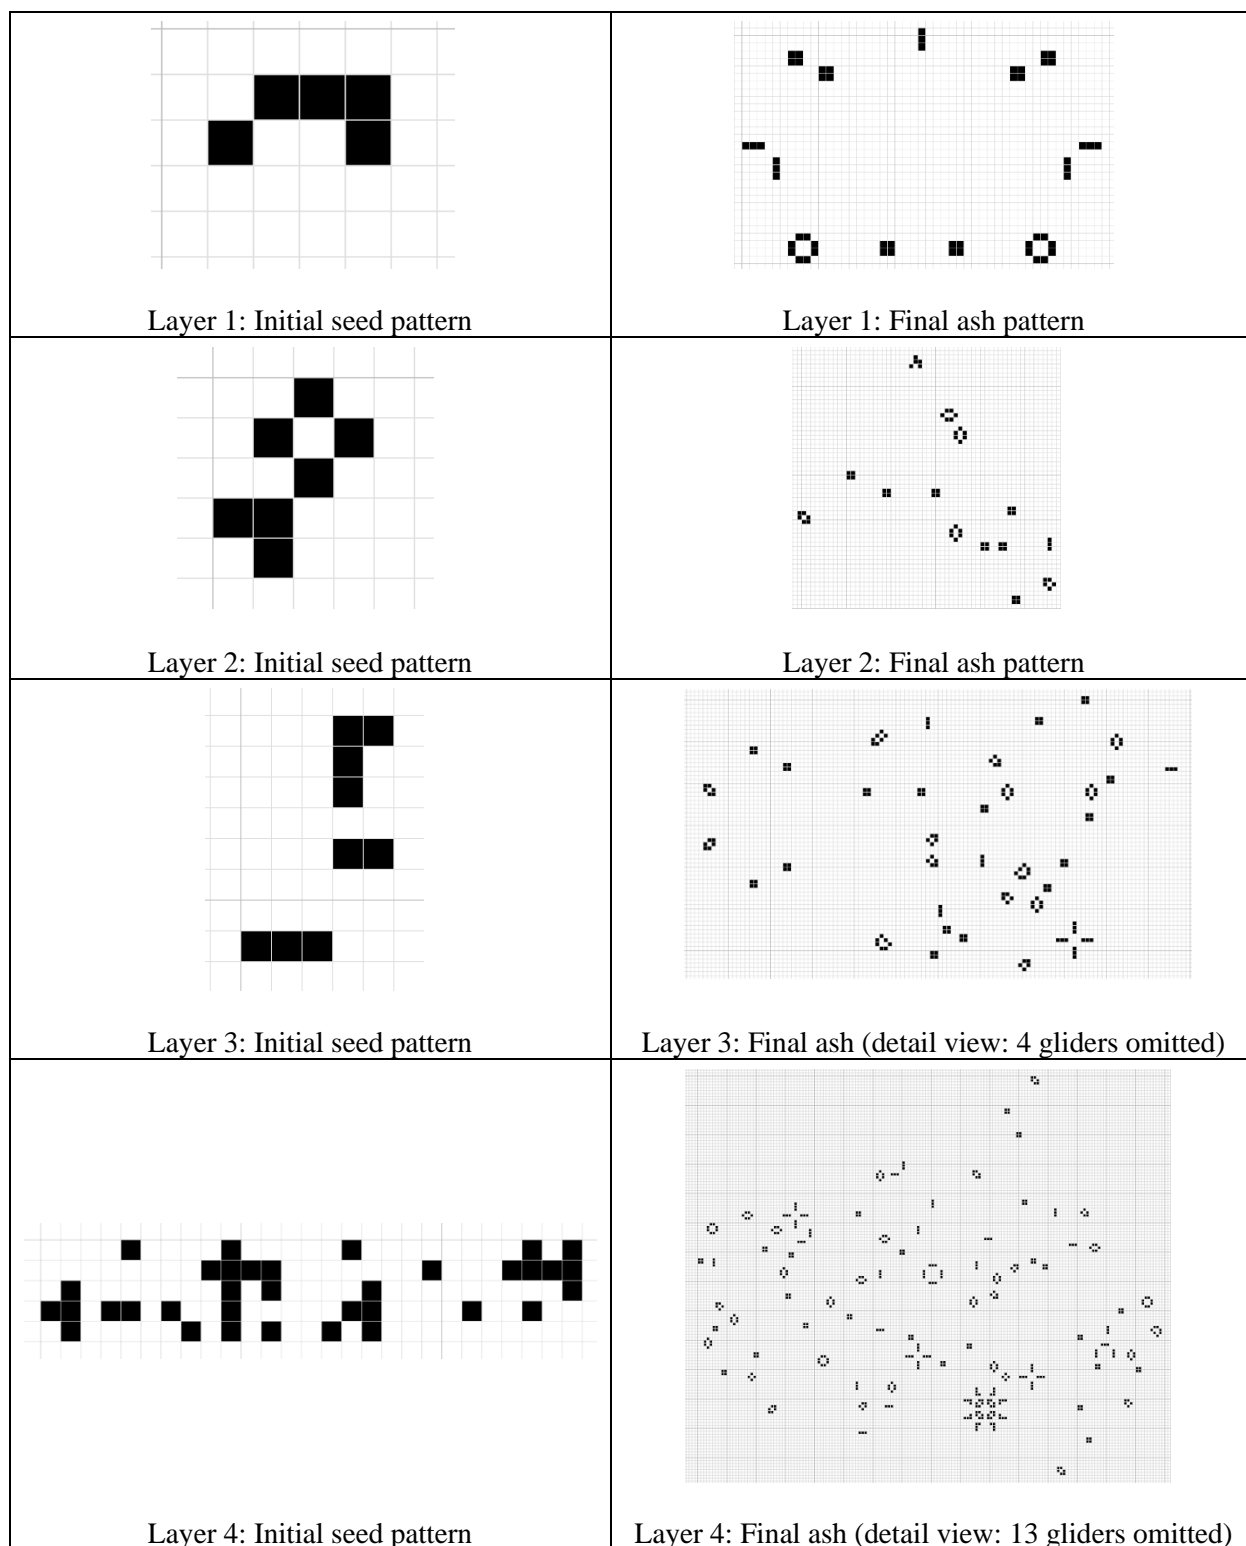 Layer 1: Initial seed pattern
Layer 1: Final ash pattern
Layer 2: Initial seed pattern
Layer 2: Final ash pattern
Layer 3: Initial seed pattern
Layer 3: Final ash (detail view: 4 gliders omitted)
Layer 4: Initial seed pattern
Layer 4: Final ash (detail view: 13 gliders omitted)